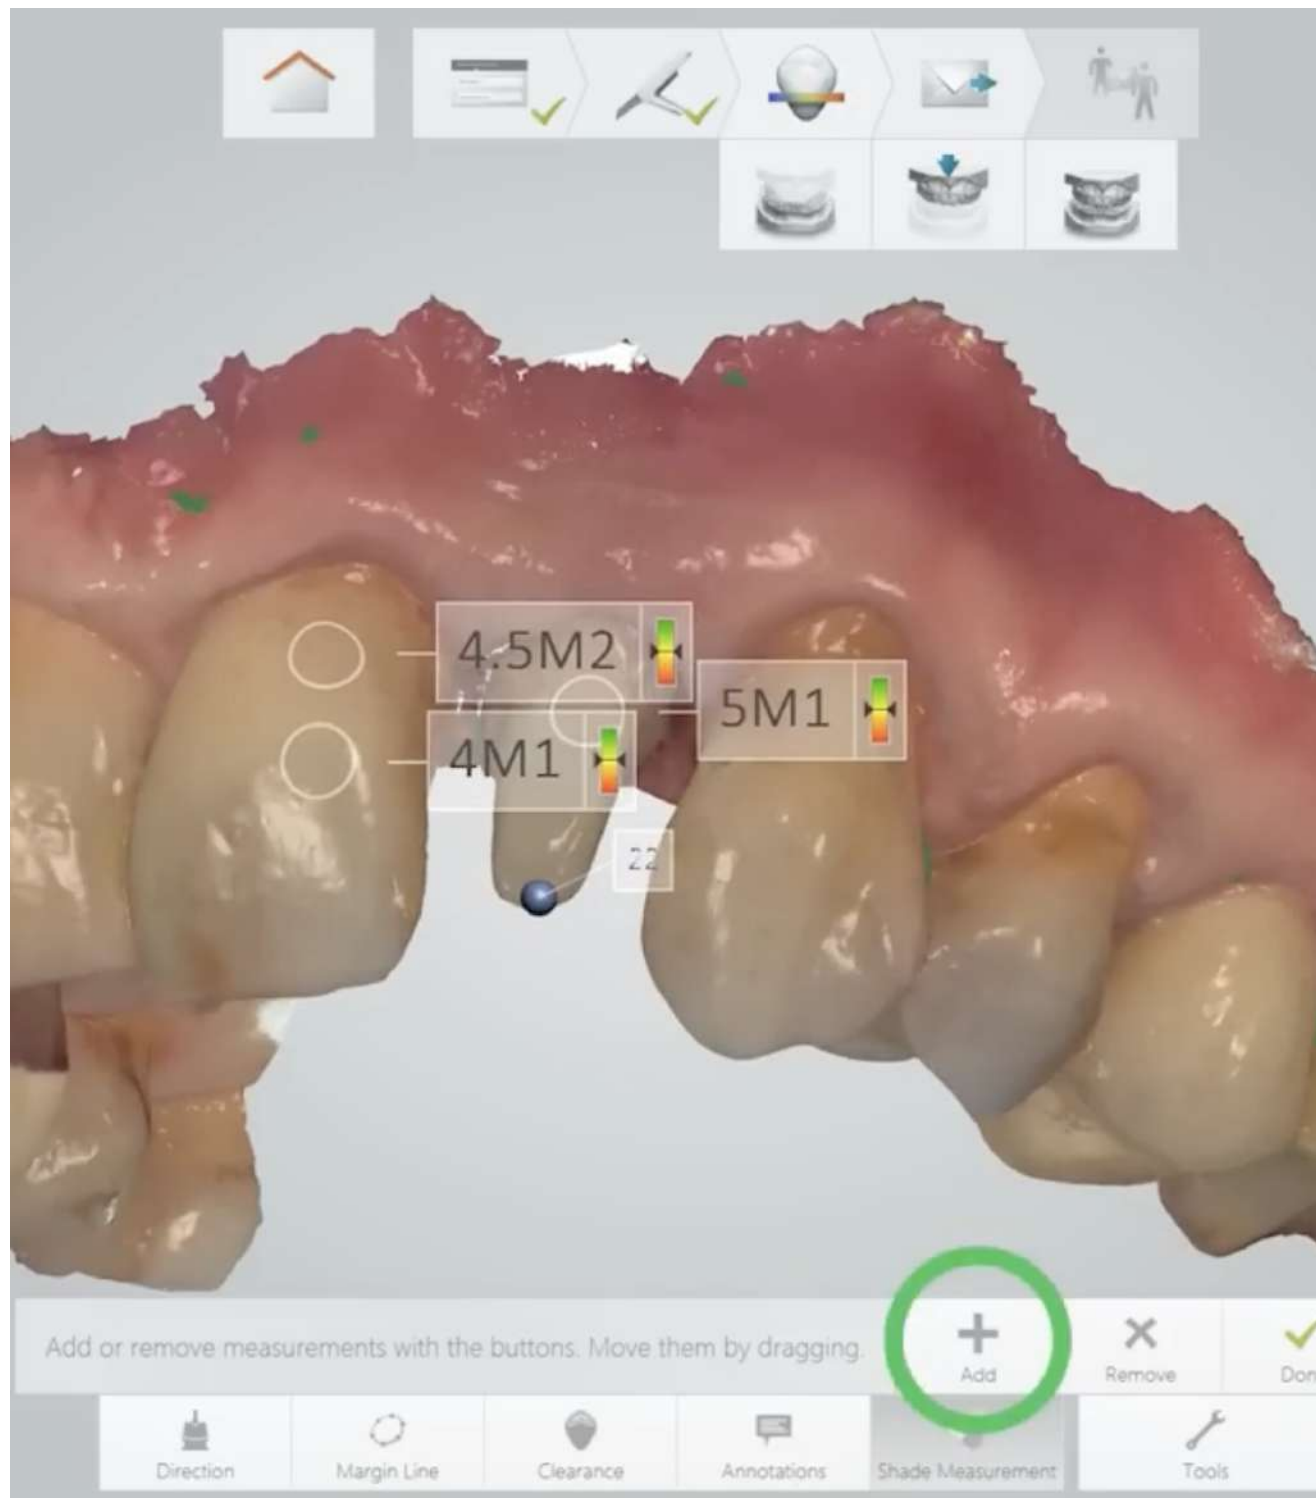 4.5M2
5M1
4M1
22
Add or remove measurements with the buttons. Move them by dragging.
Add
Remove
Don
Direction
Margin Line
Clearance
Annotations
Shade Measurement
Tools